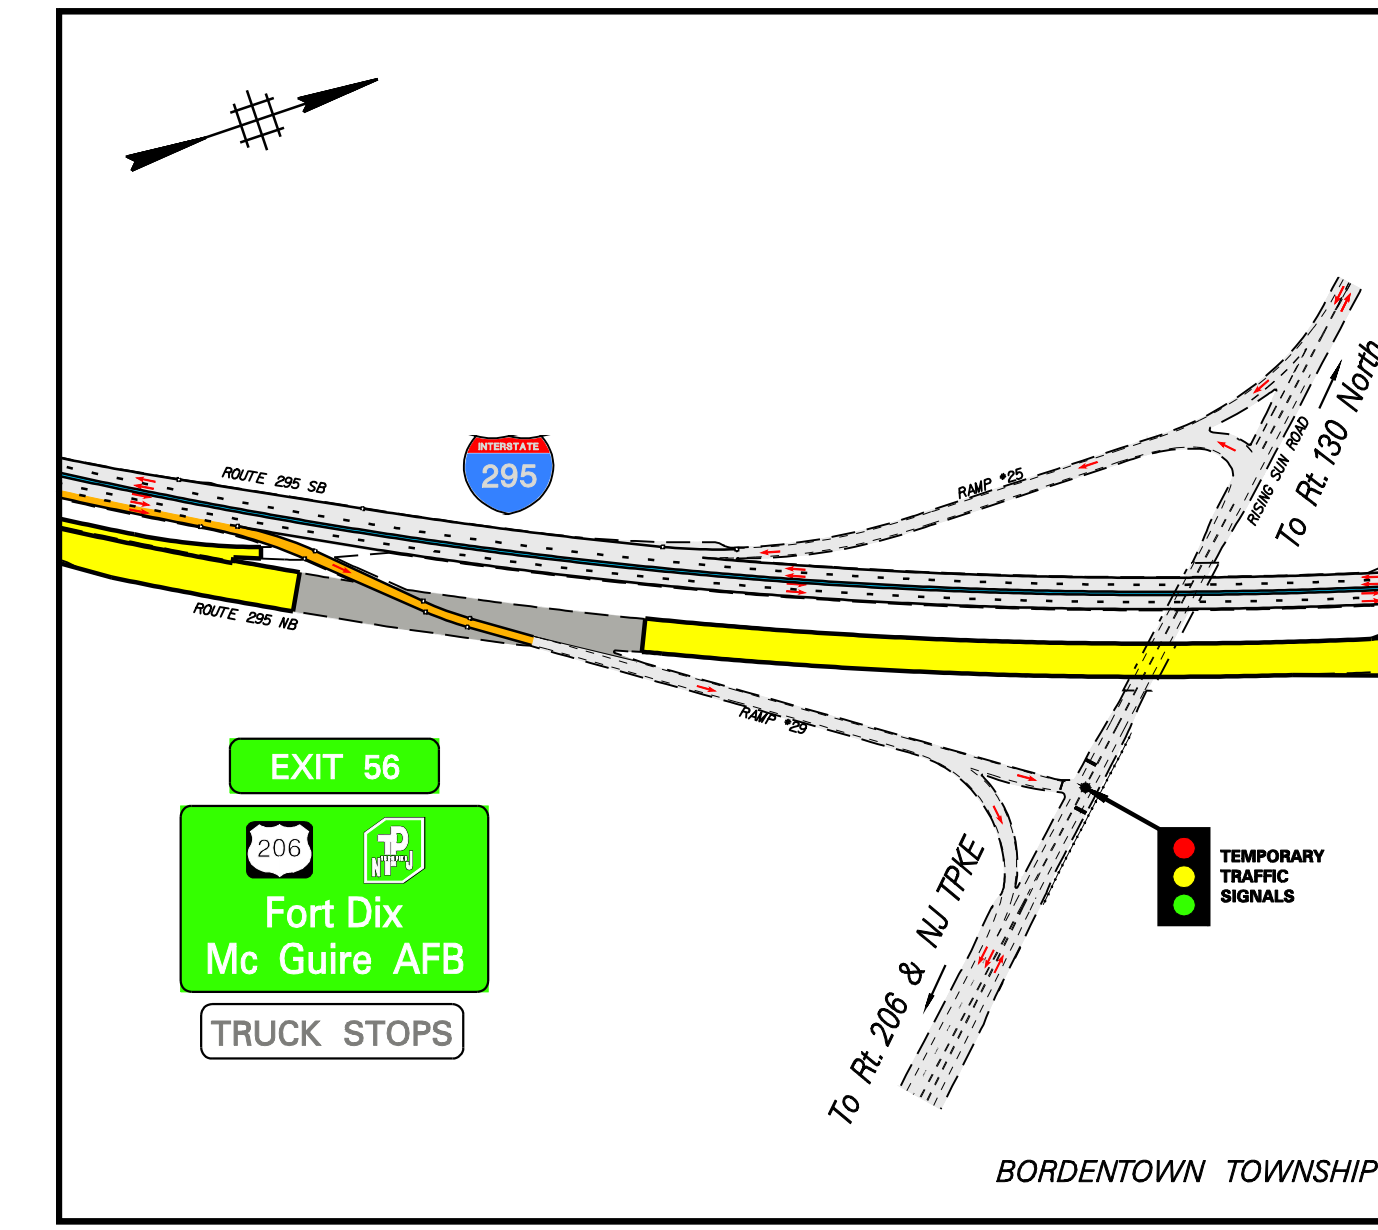 To Rt. 130 North
RISING SUN ROAD
INTERSTATE
295
ROUTE 295 SB
RAMP #25
ROUTE 295 NB
RAMP #29
EXIT 56
206
NJ
TP
Fort Dix
Mc Guire AFB
TRUCK STOPS
To Rt. 206 & NJ TPKE
TEMPORARY
TRAFFIC
SIGNALS
BORDENTOWN TOWNSHIP